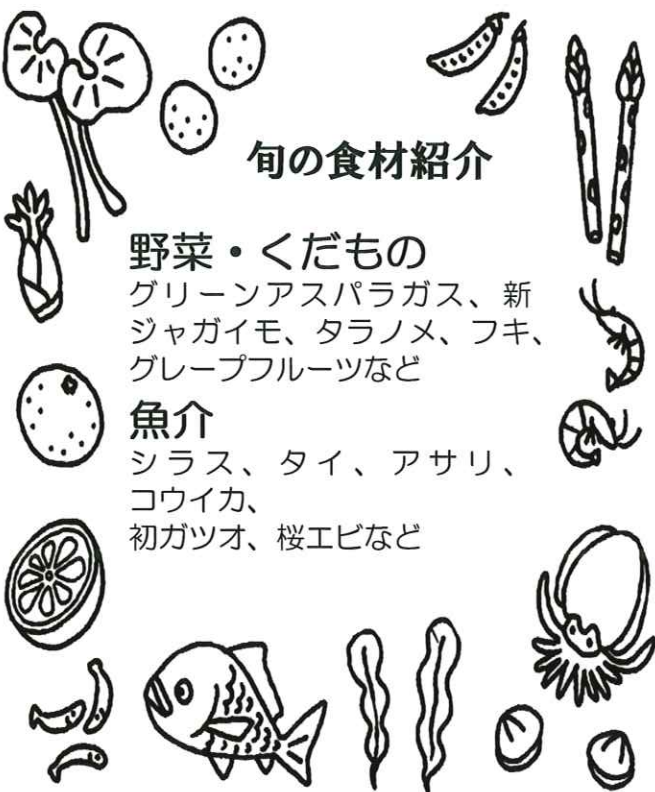 旬の食材紹介
野菜・くだもの
グリーンアスパラガス、新
ジャガイモ、タラノメ、フキ、
グレープフルーツなど
魚介
シラス、タイ、アサリ、
コウイカ、
初ガツオ、桜エビなど